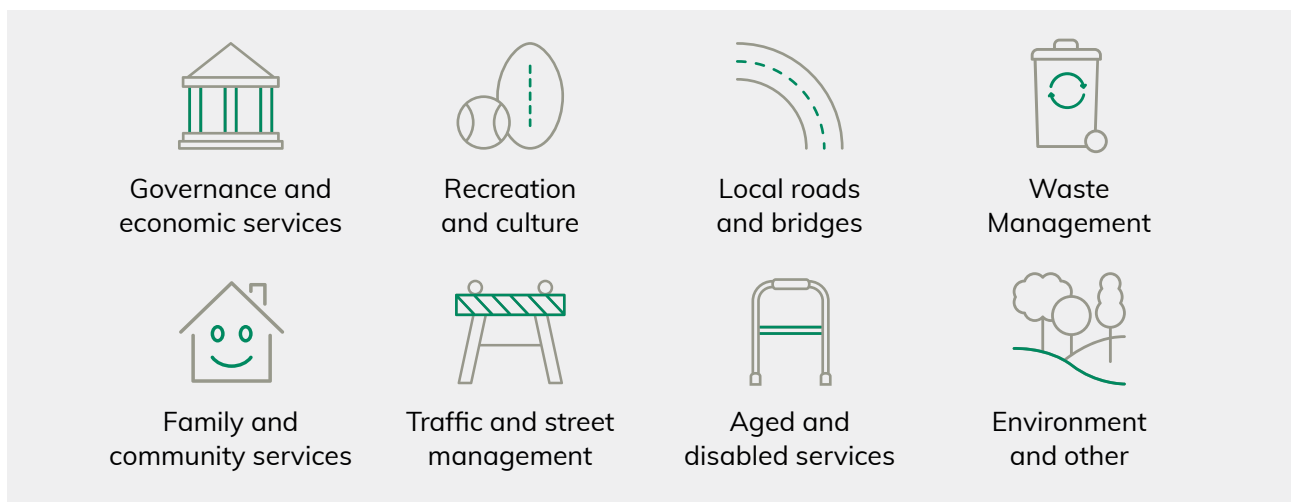 Governance and
economic services
Recreation
and culture
Local roads
and bridges
Waste
Management
Family and
community services
Traffic and street
management
Aged and
disabled services
Environment
and other